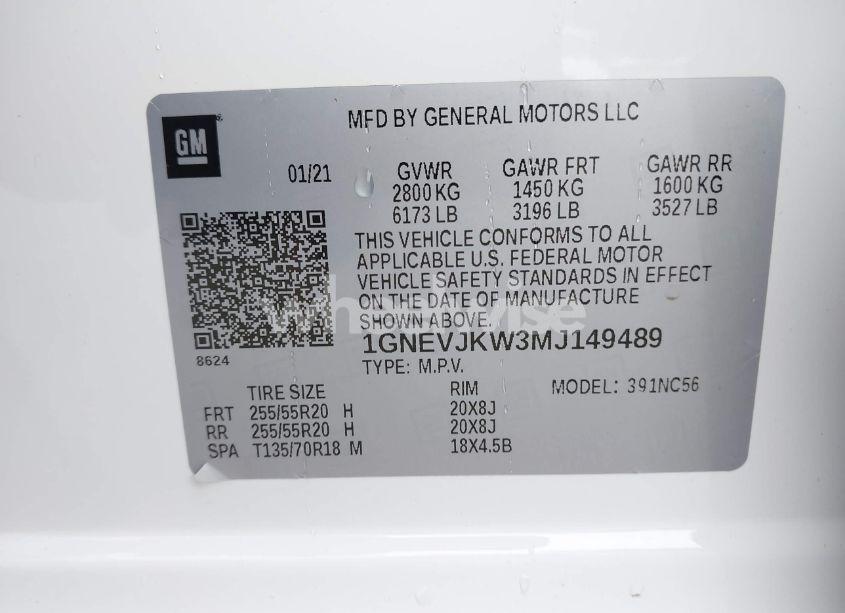 MFD BY GENERAL MOTORS LLC
GM
01/21
GVWR GAWR FRT GAWR RR
2800 KG 1450 KG 1600 KG
6173 LB 3196 LB 3527 LB
THIS VEHICLE CONFORMS TO ALL
APPLICABLE U.S. FEDERAL MOTOR
VEHICLE SAFETY STANDARDS IN EFFECT
ON THE DATE OF MANUFACTURE
SHOWN ABOVE.
1GNEVJKW3MJ149489
8624
TYPE: M.P.V.
TIRE SIZE RIM MODEL: 391NC56
FRT 255/55R20 H 20X8J
RR 255/55R20 H 20X8J
SPA T135/70R18 M 18X4.5B